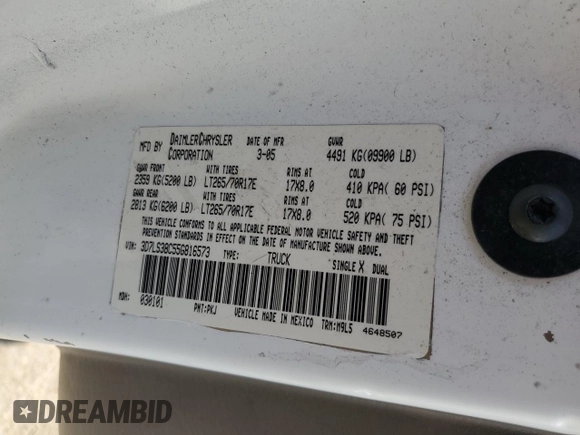 MFD BY DAIMLERCHRYSLER CORPORATION DATE OF MFR 3-05 GVWR 4491 KG(09900 LB)
GAWR FRONT WITH TIRES RIMS AT COLD
2359 KG(5200 LB) LT265/70R17E 17X8.0 410 KPA( 60 PSI)
GAWR REAR WITH TIRES RIMS AT COLD
2813 KG(6200 LB) LT265/70R17E 17X8.0 520 KPA( 75 PSI)
THIS VEHICLE CONFORMS TO ALL APPLICABLE FEDERAL MOTOR VEHICLE SAFETY AND THEFT
PREVENTION STANDARDS IN EFFECT ON THE DATE OF MANUFACTURE SHOWN ABOVE.
VIN: 3D7LS38C55G816573 TYPE: TRUCK SINGLE X DUAL
MDH: 030101 PNT:PKJ VEHICLE MADE IN MEXICO TRM:M9L5 4648507
DREAMBID